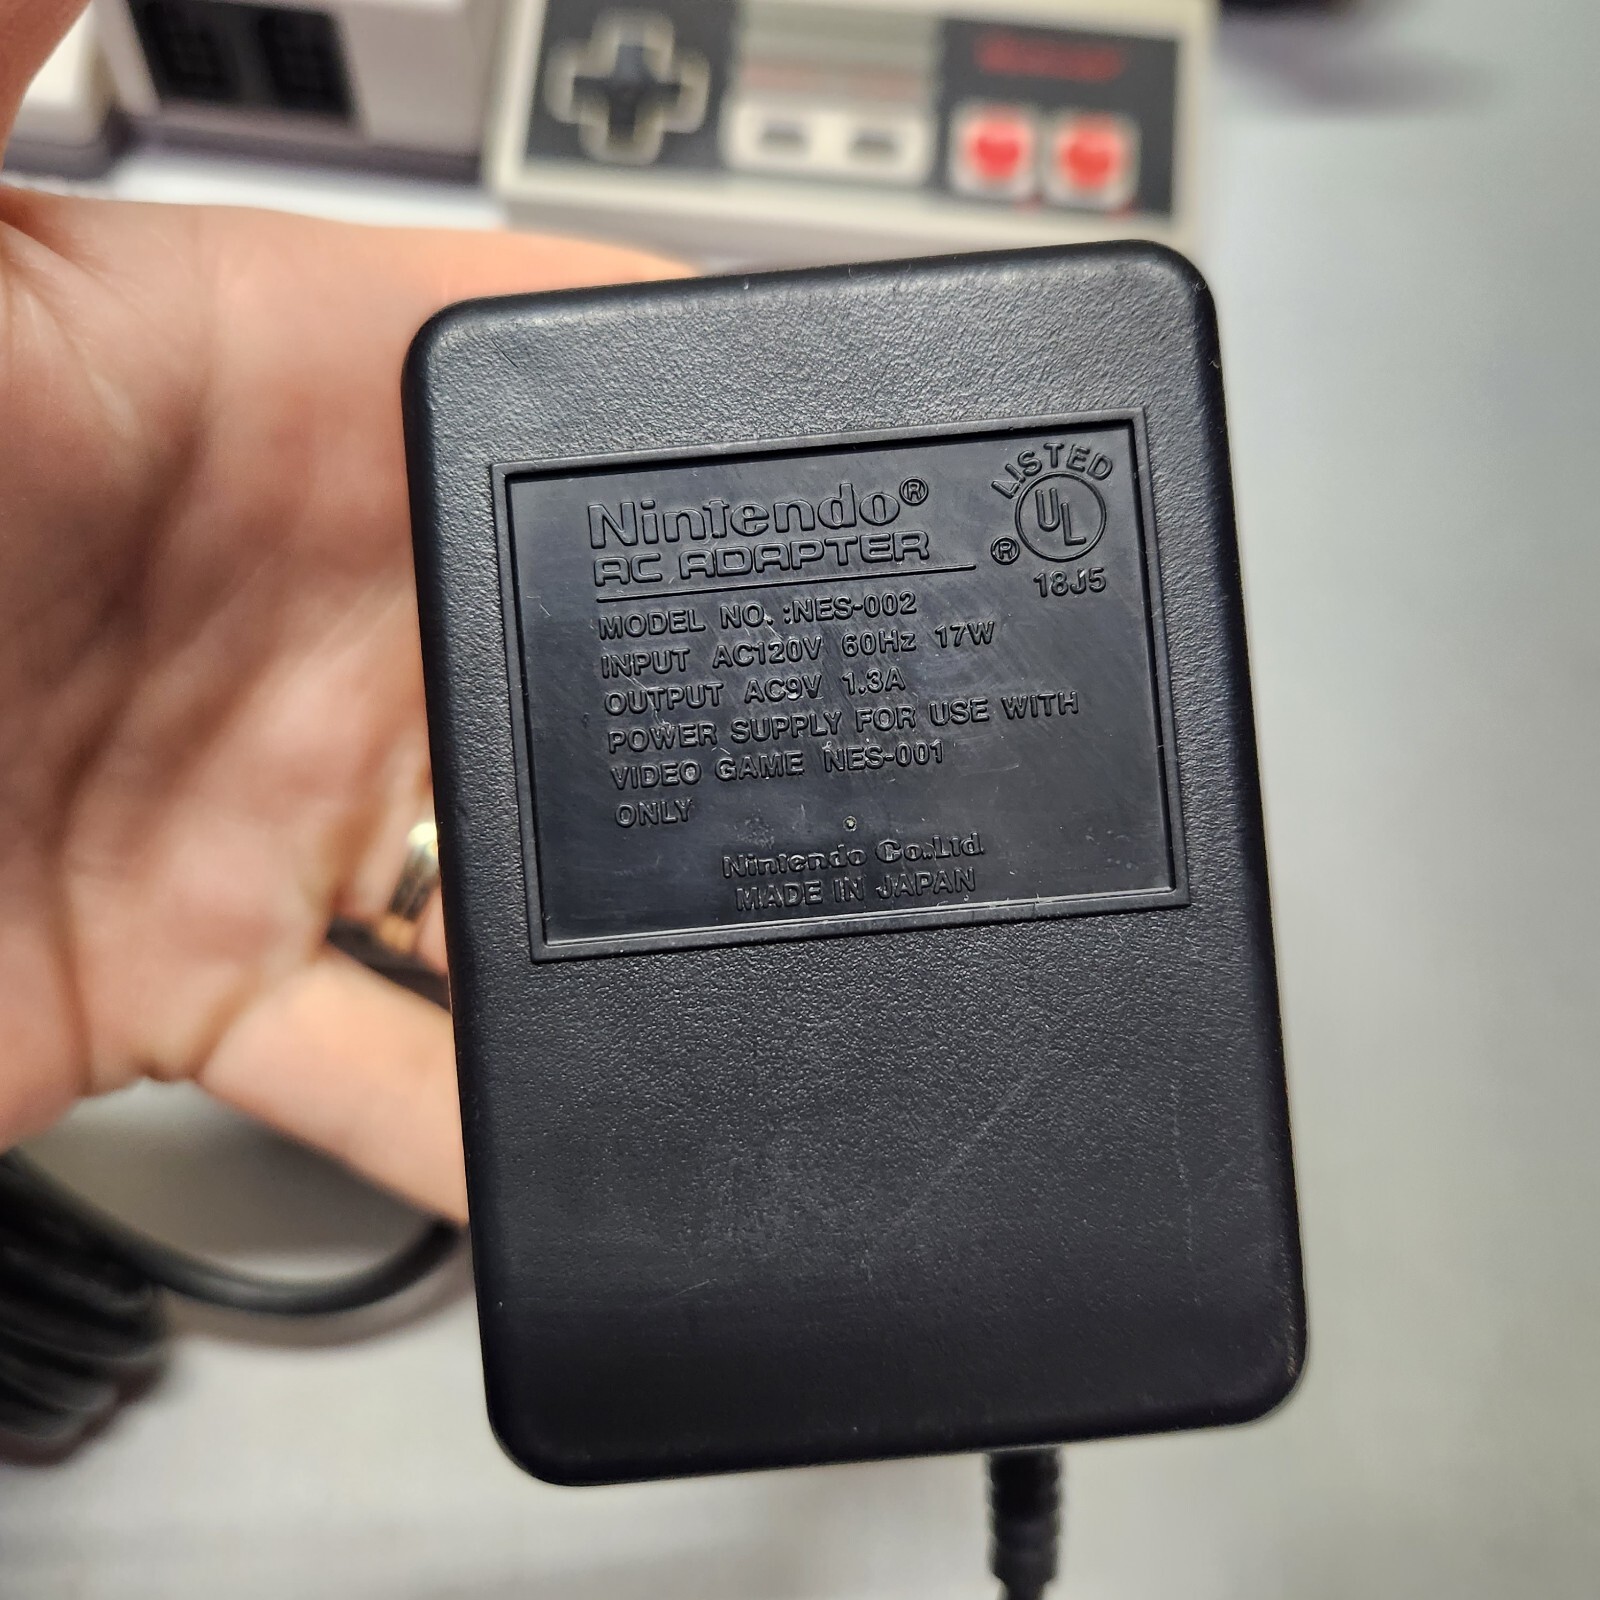 Nintendo®
AC ADAPTER
LISTED
UL
®
18J5
MODEL NO. :NES-002
INPUT AC120V 60Hz 17W
OUTPUT AC9V 1.3A
POWER SUPPLY FOR USE WITH
VIDEO GAME NES-001
ONLY
Nintendo Co.,Ltd.
MADE IN JAPAN